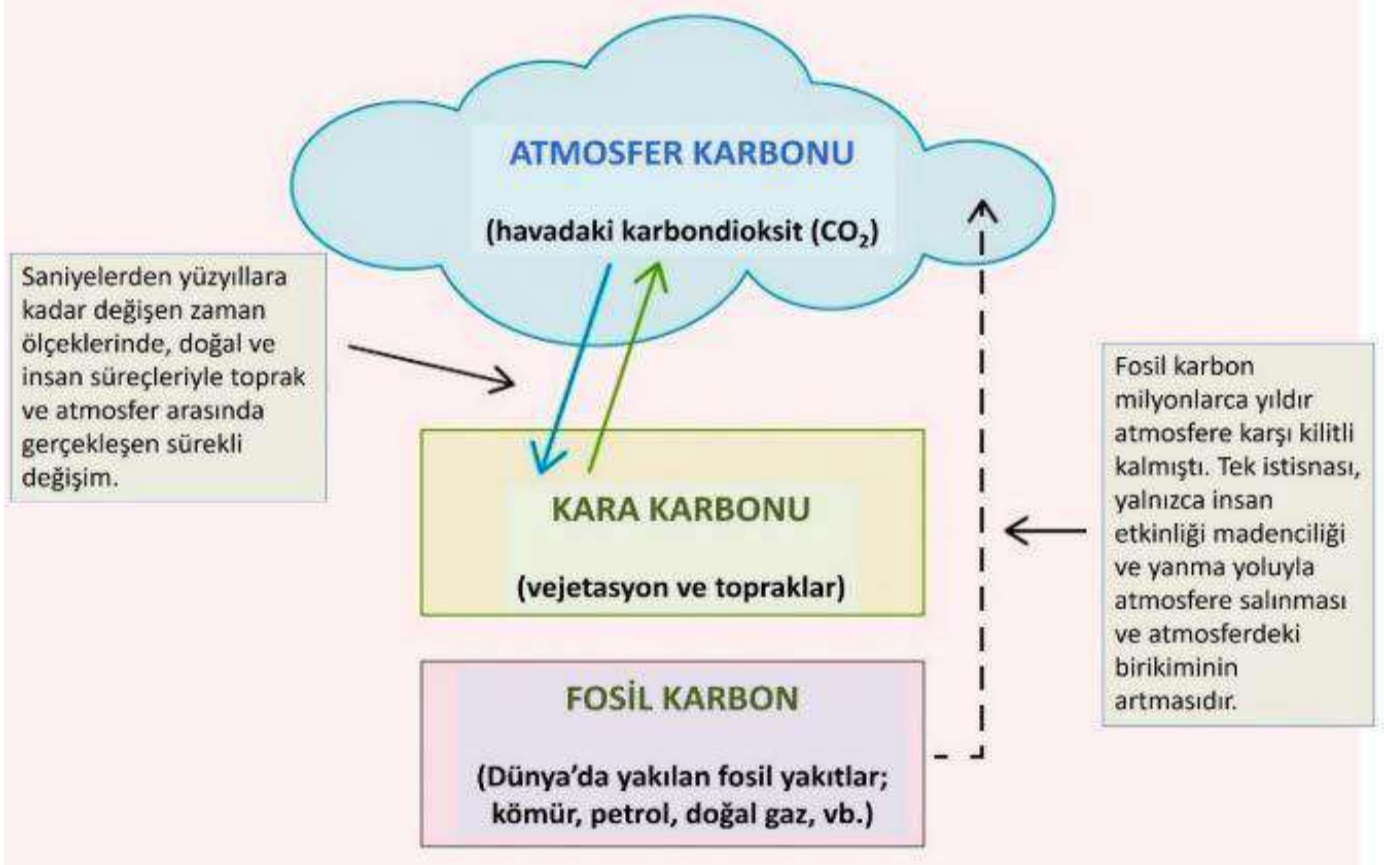 ATMOSFER KARBONU
(havadaki karbondioksit (CO₂)
Saniyelerden yüzyıllara
kadar değişen zaman
ölçeklerinde, doğal ve
insan süreçleriyle toprak
ve atmosfer arasında
gerçekleşen sürekli
değişim.
Fosil karbon
milyonlarca yıldır
atmosfere karşı kilitli
kalmıştı. Tek istisnası,
yalnızca insan
etkinliği madenciliği
ve yanma yoluyla
atmosfere salınması
ve atmosferdeki
birikiminin
artmasıdır.
KARA KARBONU
(vejetasyon ve topraklar)
FOSİL KARBON
(Dünya’da yakılan fosil yakıtlar;
kömür, petrol, doğal gaz, vb.)